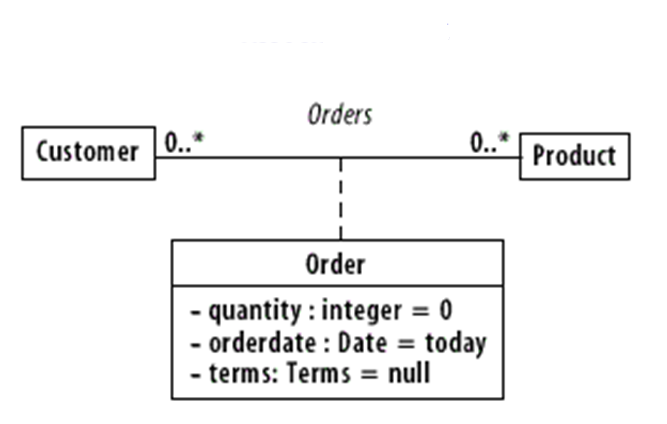 Orders
Customer
0..*
0..*
Product
Order
- quantity : integer = 0
- orderdate : Date = today
- terms: Terms = null